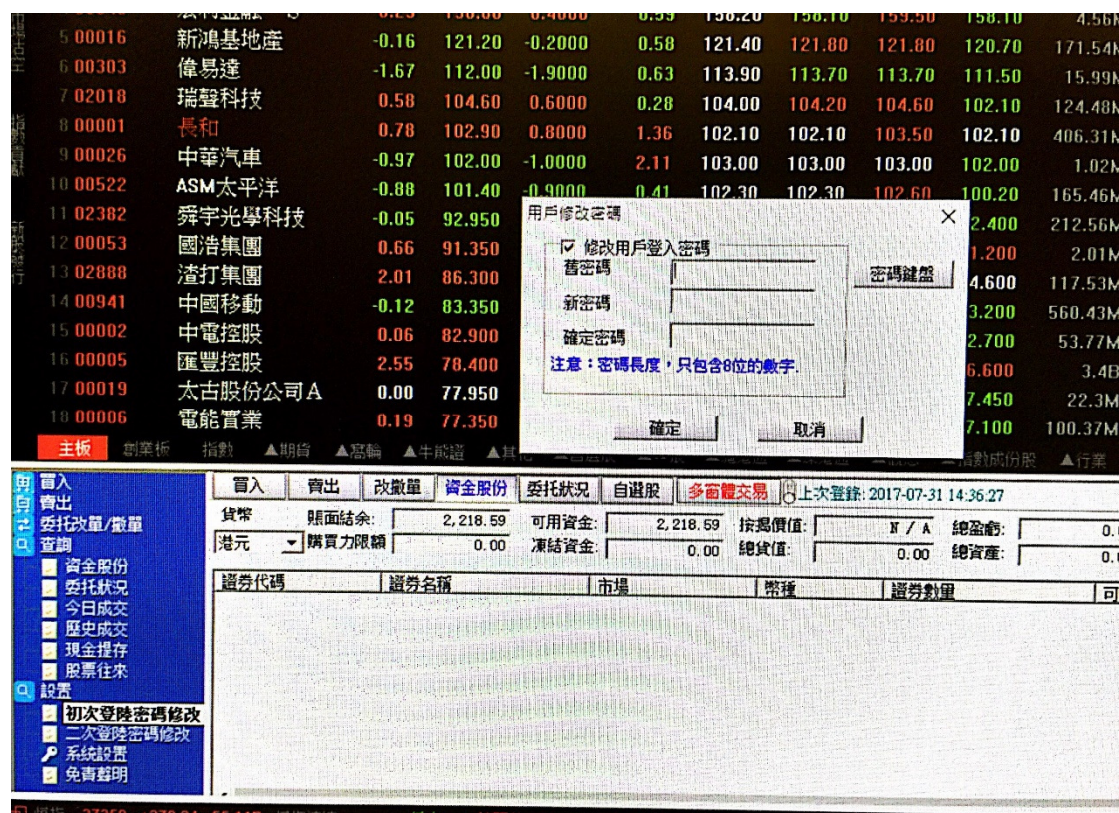 5 00016 新鴻基地產 -0.16 121.20 -0.2000 0.58 121.40 121.80 121.80 120.70 171.54M
6 00303 偉易達 -1.67 112.00 -1.9000 0.63 113.90 113.70 113.70 111.50 15.99M
7 02018 瑞聲科技 0.58 104.60 0.6000 0.28 104.00 104.20 104.60 102.10 124.48M
8 00001 長和 0.78 102.90 0.8000 1.36 102.10 102.10 103.50 102.10 406.31M
9 00026 中華汽車 -0.97 102.00 -1.0000 2.11 103.00 103.00 103.00 102.00 1.02M
10 00522 ASM太平洋 -0.88 101.40 -0.9000 0.41 102.30 102.30 102.60 100.20 165.46M
11 02382 舜宇光學科技 -0.05 92.950 2.400 212.56M
12 00053 國浩集團 0.66 91.350 1.200 2.01M
13 02888 渣打集團 2.01 86.300 4.600 117.53M
14 00941 中國移動 -0.12 83.350 3.200 560.43M
15 00002 中電控股 0.06 82.900 2.700 53.77M
16 00005 匯豐控股 2.55 78.400 6.600 3.4B
17 00019 太古股份公司A 0.00 77.950 7.450 22.3M
18 00006 電能實業 0.19 77.350 7.100 100.37M
用戶修改密碼
修改用戶登入密碼
舊密碼
密碼鍵盤
新密碼
確定密碼
注意：密碼長度，只包含8位的數字.
確定 取消
主板 創業板 指數 ▲期貨 ▲窩輪 ▲牛熊證 指數成份股 ▲行業
買入
賣出
委托改單/撤單
查詢
資金股份
委托狀況
今日成交
歷史成交
現金提存
股票往來
設置
初次登陸密碼修改
二次登陸密碼修改
系統設置
免責聲明
買入 賣出 改撤單 資金股份 委托狀況 自選股 多窗體交易 上次登錄: 2017-07-31 14:36:27
貨幣 賬面結余: 2,218.59 可用資金: 2,218.59 按揭價值: N / A 總盈虧:
港元 購買力限額 0.00 凍結資金: 0.00 總貨值: 0.00 總資產:
證券代碼 證券名稱 市場 幣種 證券數量 可